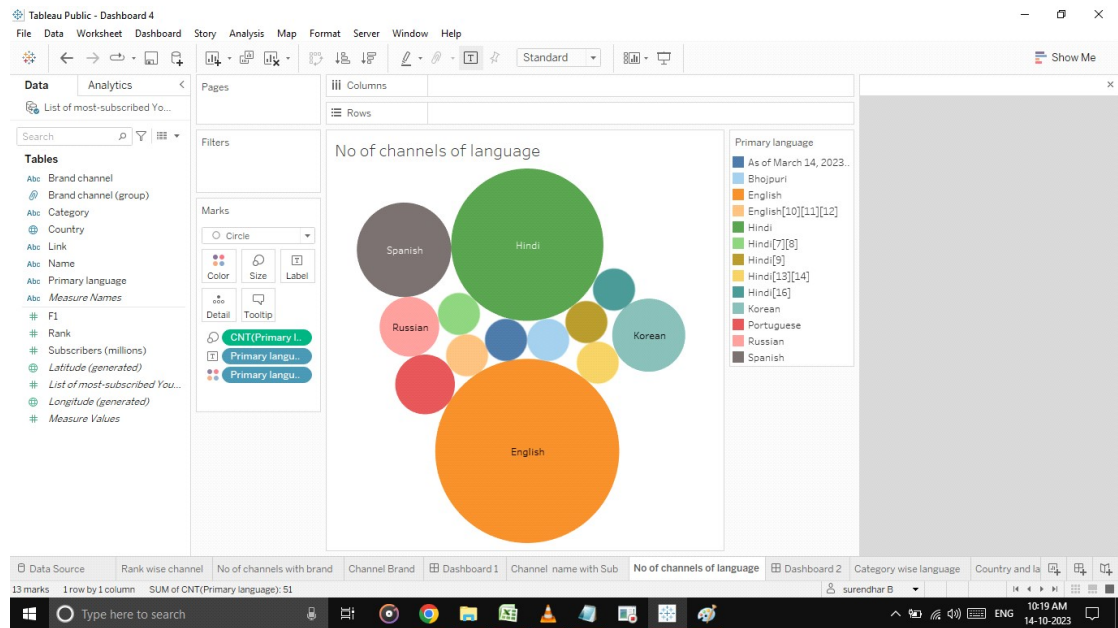 Tableau Public - Dashboard 4
File Data Worksheet Dashboard Story Analysis Map Format Server Window Help
Standard
Show Me
Data Analytics
List of most-subscribed Yo...
Search
Tables
Abc Brand channel
Brand channel (group)
Abc Category
Country
Abc Link
Abc Name
Abc Primary language
Abc Measure Names
F1
Rank
Subscribers (millions)
Latitude (generated)
List of most-subscribed You...
Longitude (generated)
Measure Values
Pages
Filters
Marks
Circle
Color Size Label
Detail Tooltip
CNT(Primary l..
Primary langu..
Primary langu..
Columns
Rows
No of channels of language
Hindi
Spanish
Russian
Korean
English
Primary language
As of March 14, 2023..
Bhojpuri
English
English[10][11][12]
Hindi
Hindi[7][8]
Hindi[9]
Hindi[13][14]
Hindi[16]
Korean
Portuguese
Russian
Spanish
Data Source Rank wise channel No of channels with brand Channel Brand Dashboard 1 Channel name with Sub No of channels of language Dashboard 2 Category wise language Country and la
13 marks 1 row by 1 column SUM of CNT(Primary language): 51 surendhar B
Type here to search
ENG
10:19 AM
14-10-2023